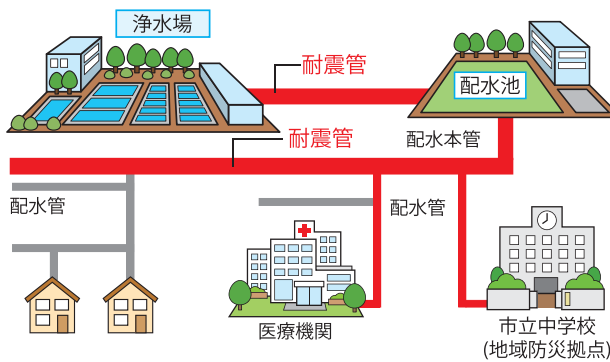 浄水場
耐震管
配水池
耐震管
配水本管
配水管
配水管
医療機関
市立中学校
(地域防災拠点)